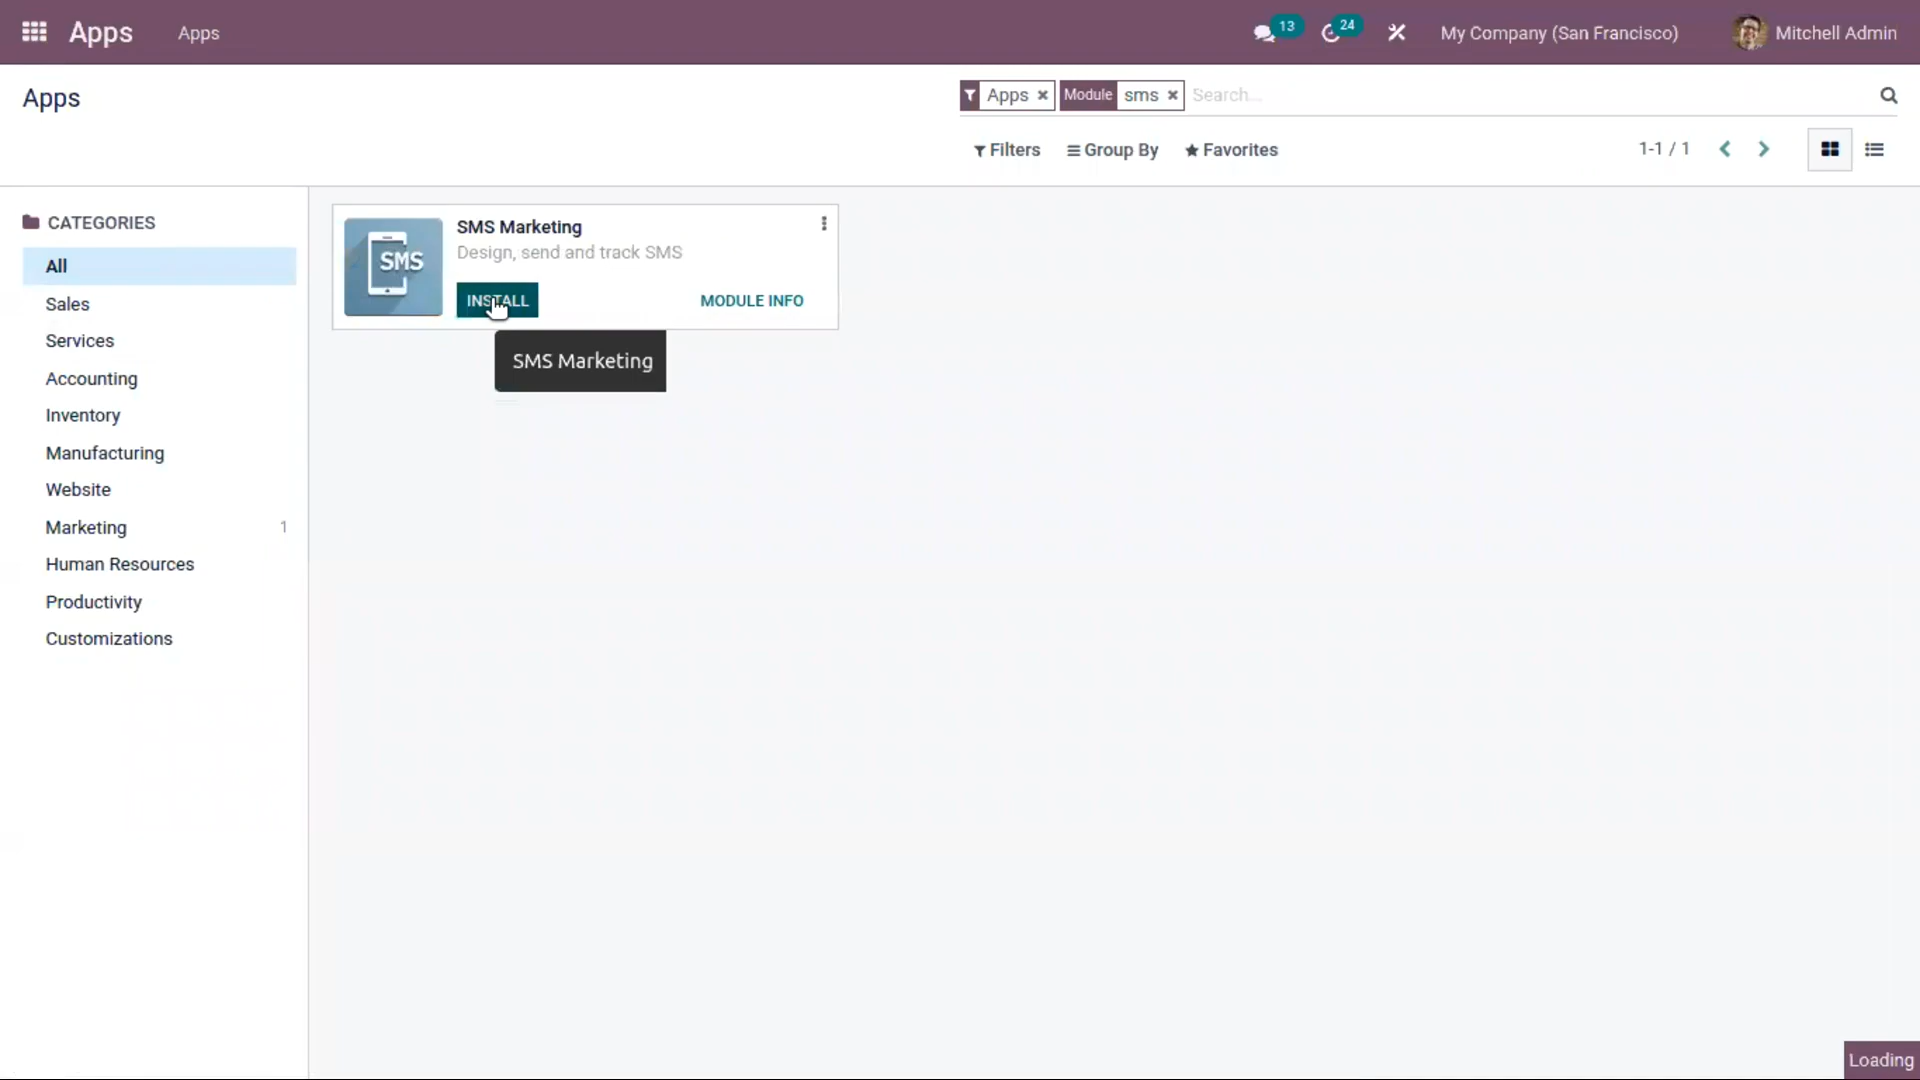 Apps
Apps
13
24
My Company (San Francisco)
Mitchell Admin
Apps
Apps
Module
sms
Search...
Filters
Group By
Favorites
1-1 / 1
CATEGORIES
All
Sales
Services
Accounting
Inventory
Manufacturing
Website
Marketing 1
Human Resources
Productivity
Customizations
SMS
SMS Marketing
Design, send and track SMS
INSTALL
MODULE INFO
SMS Marketing
Loading